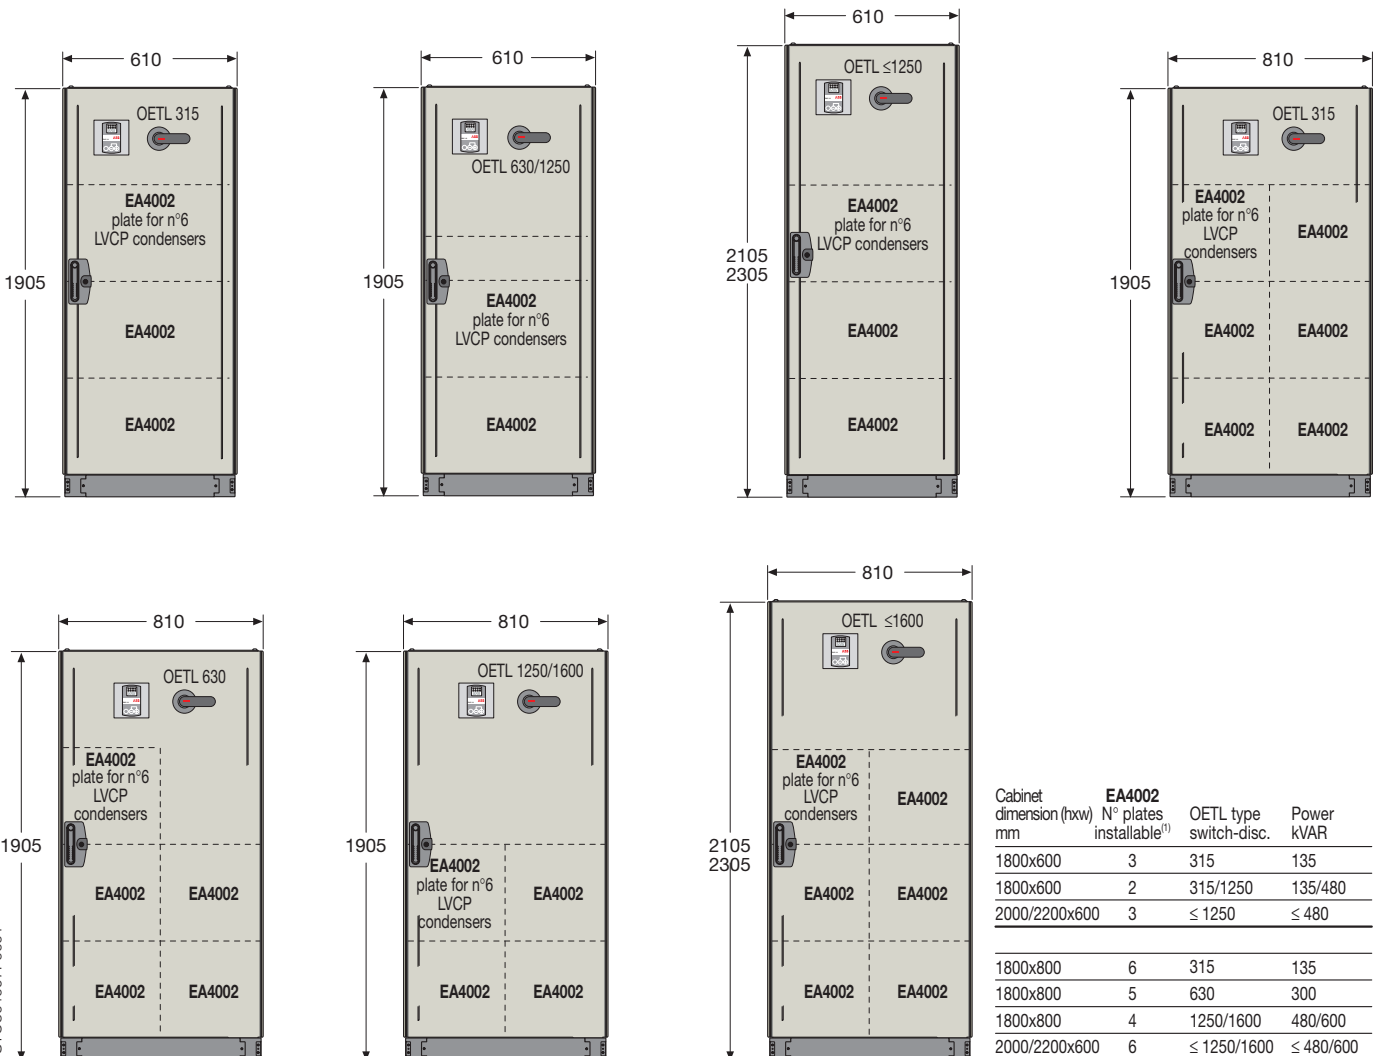 610
OETL 315
EA4002
plate for n°6
LVCP condensers
1905
EA4002
EA4002
610
OETL 630/1250
1905
EA4002
plate for n°6
LVCP condensers
EA4002
610
OETL ≤1250
EA4002
plate for n°6
LVCP condensers
2105
2305
EA4002
EA4002
810
OETL 315
EA4002
plate for n°6
LVCP
condensers
EA4002
1905
EA4002
EA4002
EA4002
EA4002
810
OETL 630
EA4002
plate for n°6
LVCP
condensers
1905
EA4002
EA4002
EA4002
EA4002
810
OETL 1250/1600
1905
EA4002
plate for n°6
LVCP
condensers
EA4002
EA4002
EA4002
810
OETL ≤1600
EA4002
plate for n°6
LVCP
condensers
EA4002
2105
2305
EA4002
EA4002
EA4002
EA4002
Cabinet EA4002
dimension (hxw) N° plates OETL type Power
mm installable(1) switch-disc. kVAR
1800x600 3 315 135
1800x600 2 315/1250 135/480
2000/2200x600 3 ≤ 1250 ≤ 480
1800x800 6 315 135
1800x800 5 630 300
1800x800 4 1250/1600 480/600
2000/2200x600 6 ≤ 1250/1600 ≤ 480/600